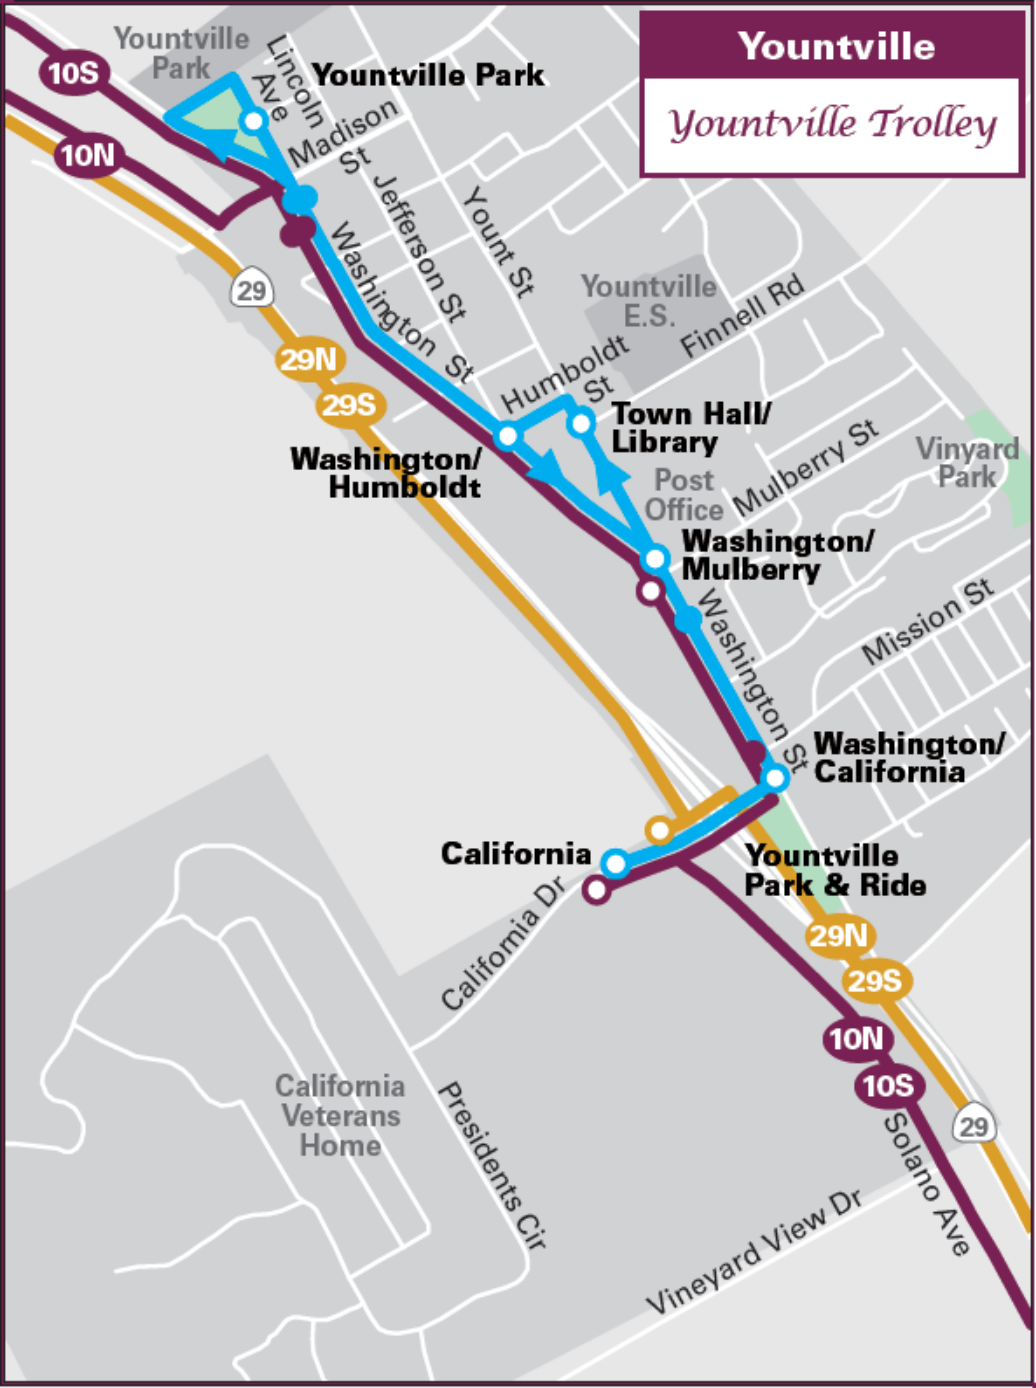 Yountville
Yountville Trolley
Yountville
Park
10S
Lincoln
Ave
Yountville Park
Madison
St
10N
Jefferson St
Yount St
Washington St
29
Yountville
E.S.
Finnell Rd
29N
29S
Humboldt
St
Town Hall/
Library
Washington/
Humboldt
Post
Office
Mulberry St
Vinyard
Park
Washington/
Mulberry
Washington St
Mission St
Washington/
California
California
Yountville
Park & Ride
California Dr
29N
29S
10N
10S
California
Veterans
Home
Presidents Cir
Solano Ave
29
Vineyard View Dr